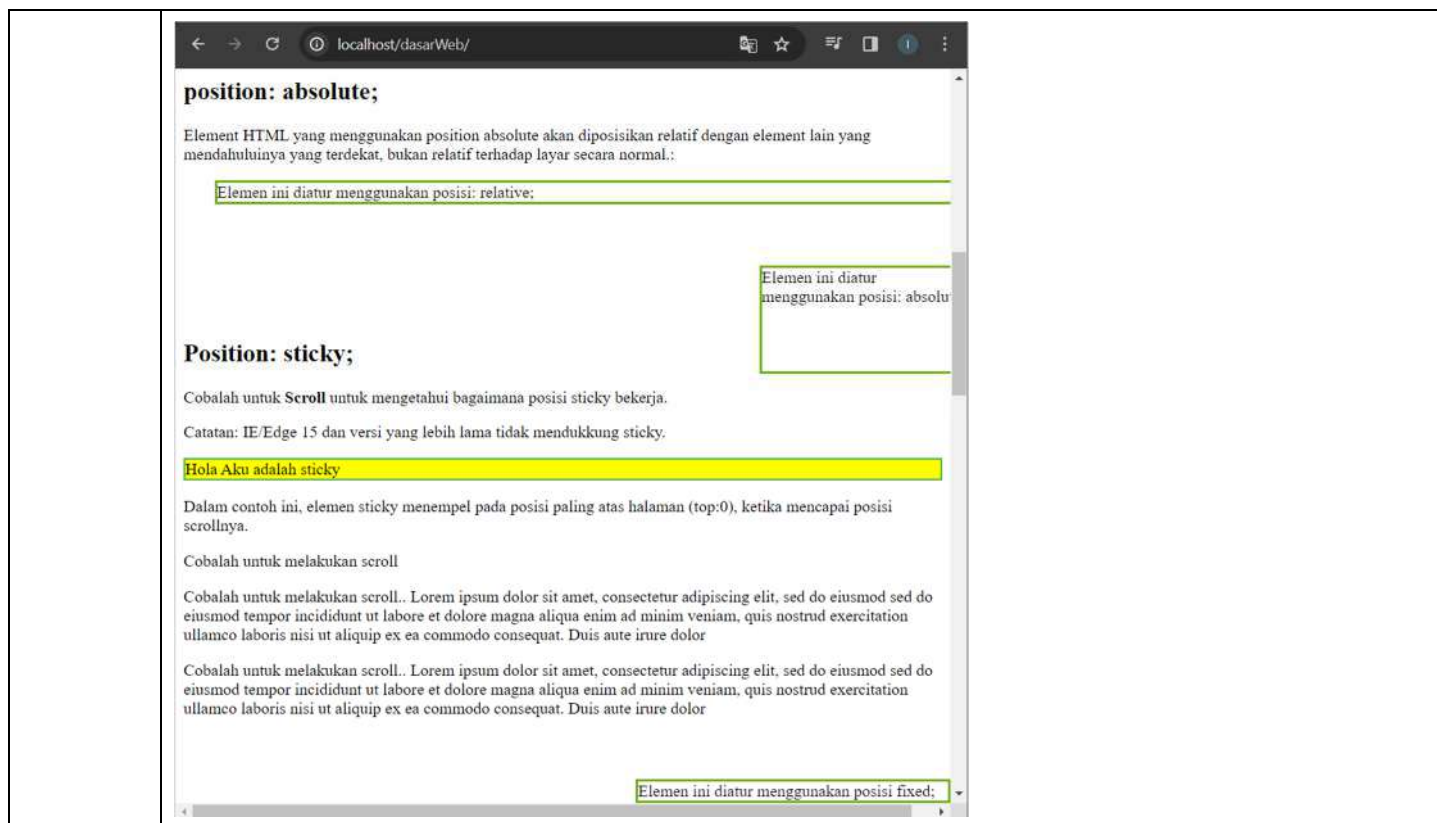 localhost/dasarWeb/
position: absolute;
Element HTML yang menggunakan position absolute akan diposisikan relatif dengan element lain yang
mendahuluinya yang terdekat, bukan relatif terhadap layar secara normal.:
Elemen ini diatur menggunakan posisi: relative;
Elemen ini diatur
menggunakan posisi: absolu
Position: sticky;
Cobalah untuk Scroll untuk mengetahui bagaimana posisi sticky bekerja.
Catatan: IE/Edge 15 dan versi yang lebih lama tidak mendukkung sticky.
Hola Aku adalah sticky
Dalam contoh ini, elemen sticky menempel pada posisi paling atas halaman (top:0), ketika mencapai posisi
scrollnya.
Cobalah untuk melakukan scroll
Cobalah untuk melakukan scroll.. Lorem ipsum dolor sit amet, consectetur adipiscing elit, sed do eiusmod sed do
eiusmod tempor incididunt ut labore et dolore magna aliqua enim ad minim veniam, quis nostrud exercitation
ullamco laboris nisi ut aliquip ex ea commodo consequat. Duis aute irure dolor
Cobalah untuk melakukan scroll.. Lorem ipsum dolor sit amet, consectetur adipiscing elit, sed do eiusmod sed do
eiusmod tempor incididunt ut labore et dolore magna aliqua enim ad minim veniam, quis nostrud exercitation
ullamco laboris nisi ut aliquip ex ea commodo consequat. Duis aute irure dolor
Elemen ini diatur menggunakan posisi fixed;